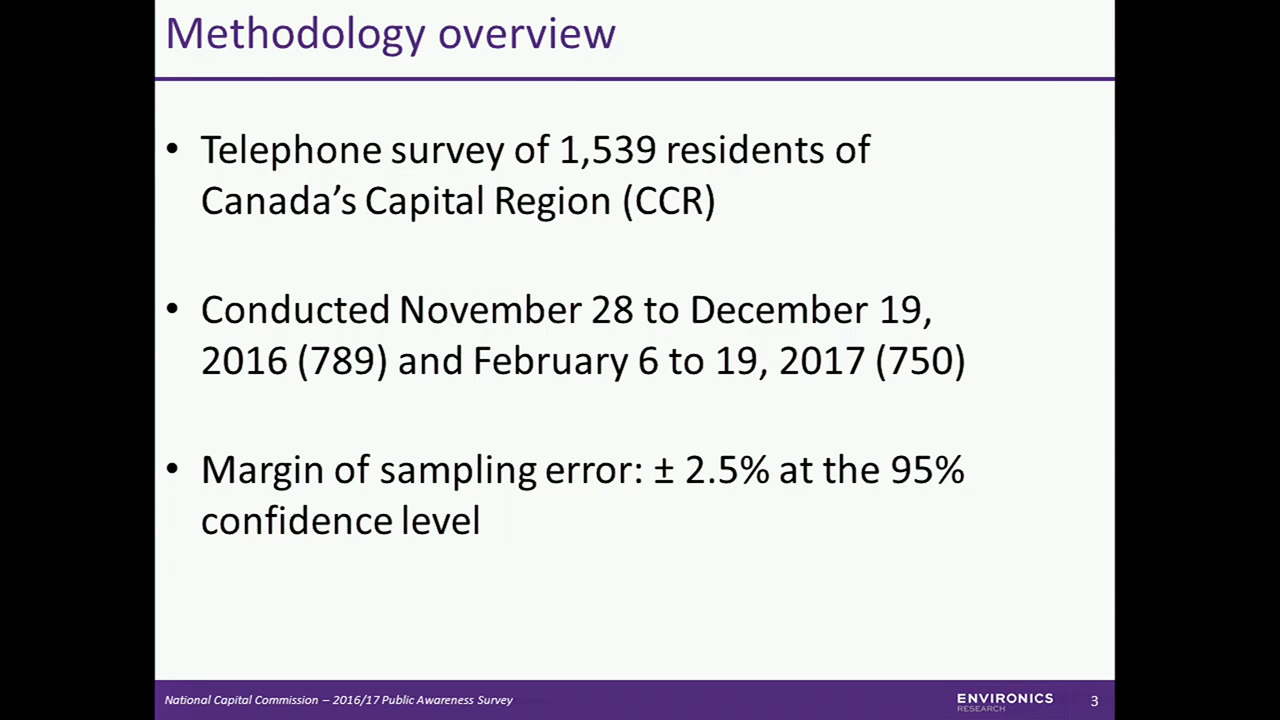 Methodology overview
• Telephone survey of 1,539 residents of
Canada’s Capital Region (CCR)
• Conducted November 28 to December 19,
2016 (789) and February 6 to 19, 2017 (750)
• Margin of sampling error: ± 2.5% at the 95%
confidence level
National Capital Commission – 2016/17 Public Awareness Survey
ENVIRONICS
RESEARCH
3